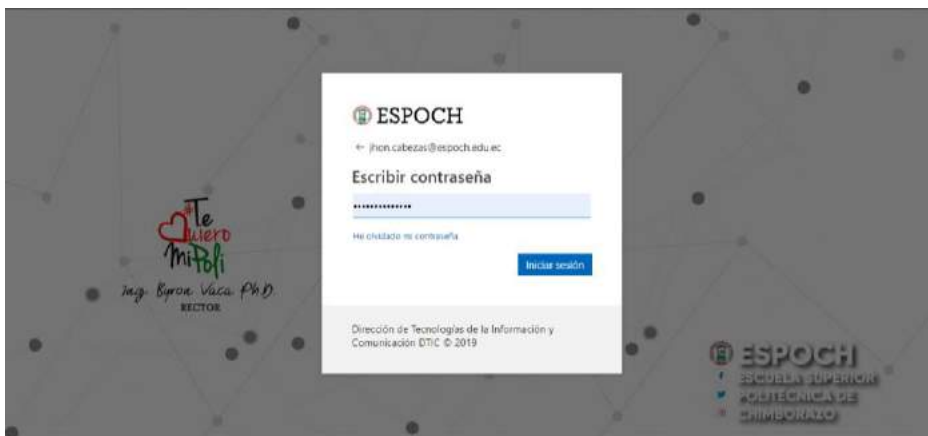 ESPOCH
← jhon.cabezas@espoch.edu.ec
Escribir contraseña
••••••••••••••
He olvidado mi contraseña
Iniciar sesión
Dirección de Tecnologías de la Información y
Comunicación DTIC © 2019
#Te
Quiero
MiPoli
Ing. Byron Vaca Ph.D.
RECTOR
ESPOCH
ESCUELA SUPERIOR
POLITÉCNICA DE
CHIMBORAZO